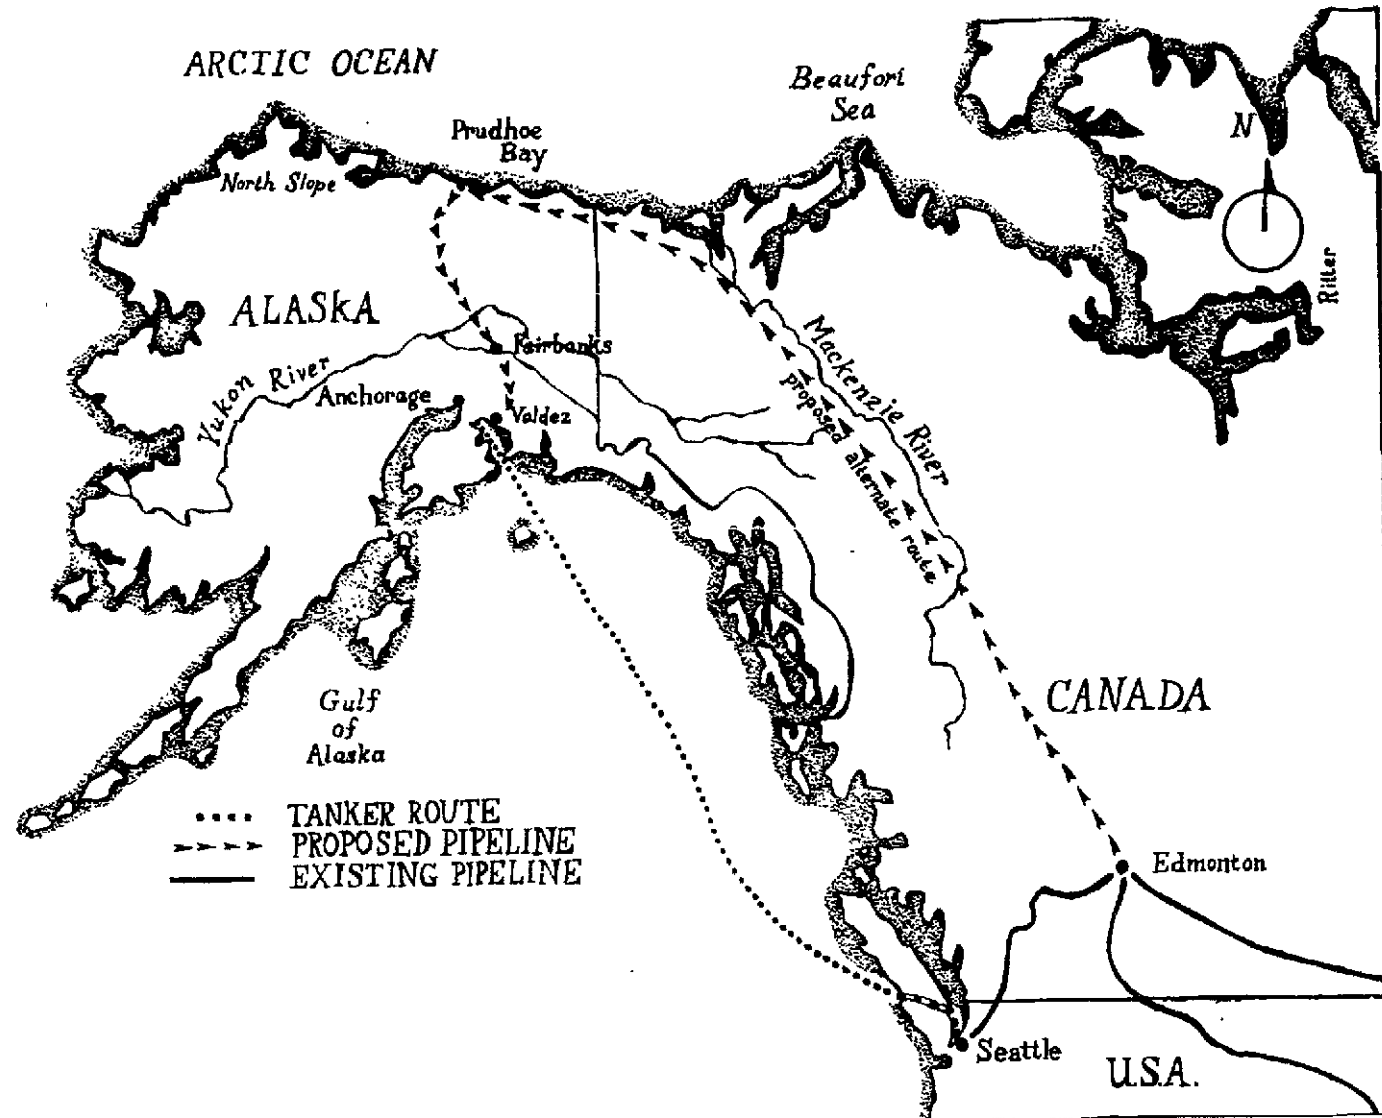 ARCTIC OCEAN
Beaufori
Sea
Prudhoe
Bay
N
North Slope
Ritter
ALASKA
Mackenzie River
Fairbanks
Yukon River
Anchorage
proposed alternate route
Valdez
CANADA
Gulf
of
Alaska
TANKER ROUTE
PROPOSED PIPELINE
EXISTING PIPELINE
Edmonton
Seattle
U.S.A.